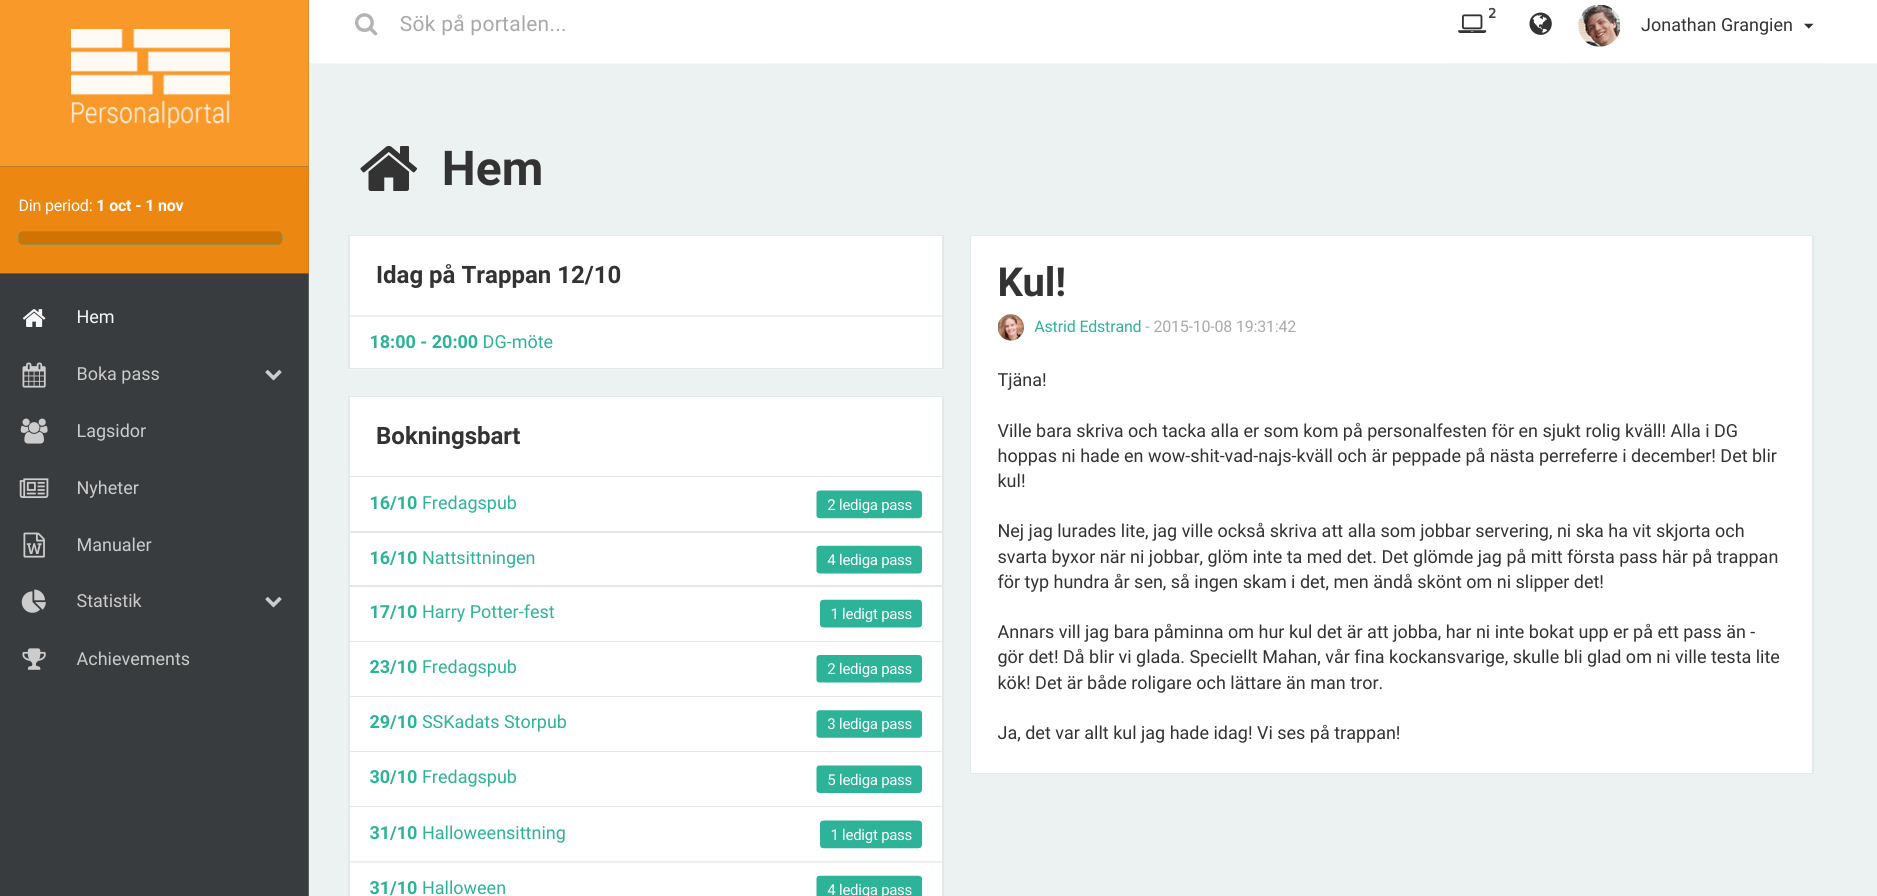 Personalportal
Din period: 1 oct - 1 nov
Hem
Boka pass
Lagsidor
Nyheter
Manualer
Statistik
Achievements
Sök på portalen...
2
Jonathan Grangien
Hem
Idag på Trappan 12/10
18:00 - 20:00 DG-möte
Bokningsbart
16/10 Fredagspub 2 lediga pass
16/10 Nattsittningen 4 lediga pass
17/10 Harry Potter-fest 1 ledigt pass
23/10 Fredagspub 2 lediga pass
29/10 SSKadats Storpub 3 lediga pass
30/10 Fredagspub 5 lediga pass
31/10 Halloweensittning 1 ledigt pass
31/10 Halloween 4 lediga pass
Kul!
Astrid Edstrand - 2015-10-08 19:31:42
Tjäna!
Ville bara skriva och tacka alla er som kom på personalfesten för en sjukt rolig kväll! Alla i DG
hoppas ni hade en wow-shit-vad-najs-kväll och är peppade på nästa perreferre i december! Det blir
kul!
Nej jag lurades lite, jag ville också skriva att alla som jobbar servering, ni ska ha vit skjorta och
svarta byxor när ni jobbar, glöm inte ta med det. Det glömde jag på mitt första pass här på trappan
för typ hundra år sen, så ingen skam i det, men ändå skönt om ni slipper det!
Annars vill jag bara påminna om hur kul det är att jobba, har ni inte bokat upp er på ett pass än -
gör det! Då blir vi glada. Speciellt Mahan, vår fina kockansvarige, skulle bli glad om ni ville testa lite
kök! Det är både roligare och lättare än man tror.
Ja, det var allt kul jag hade idag! Vi ses på trappan!